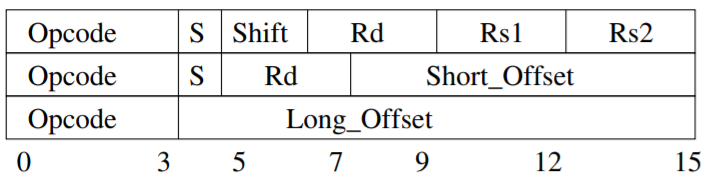 Opcode S Shift Rd Rs1 Rs2
Opcode S Rd Short_Offset
Opcode Long_Offset
0 3 5 7 9 12 15